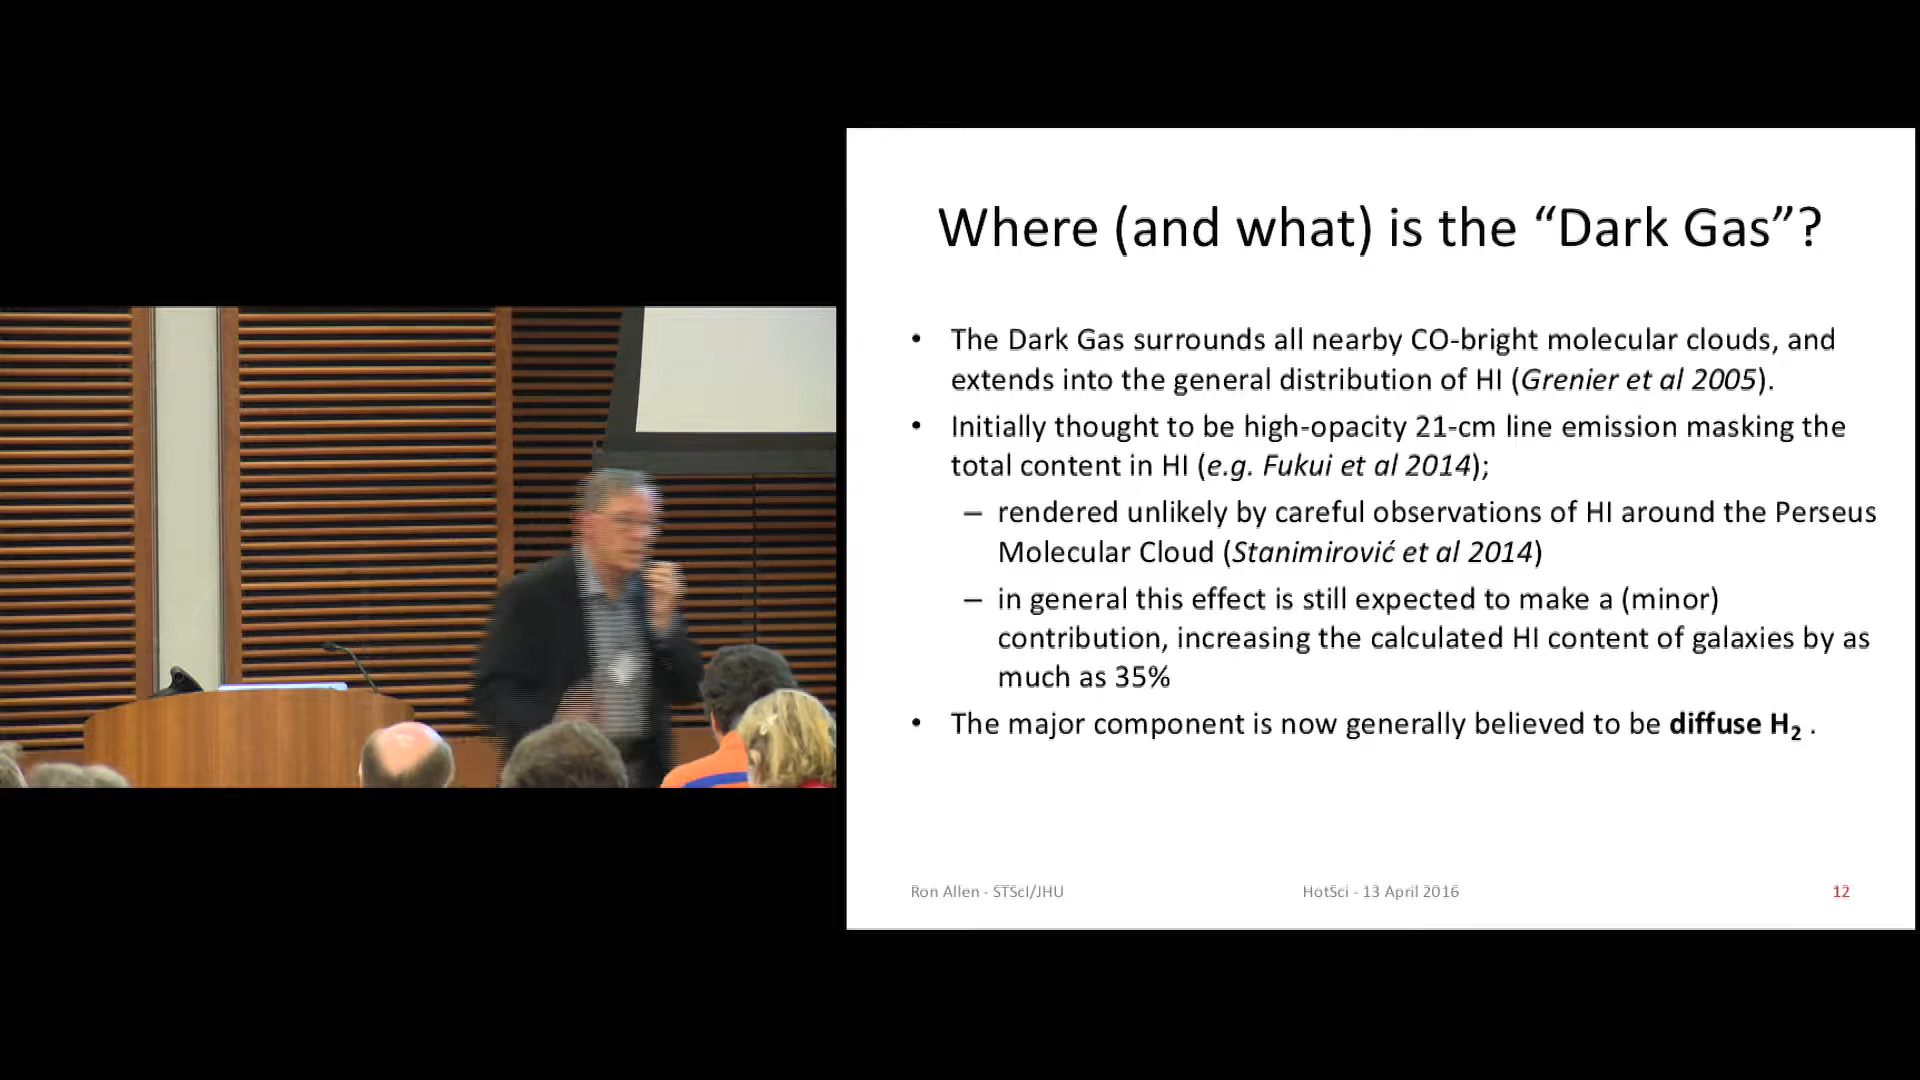 Where (and what) is the “Dark Gas”?
• The Dark Gas surrounds all nearby CO-bright molecular clouds, and
extends into the general distribution of HI (Grenier et al 2005).
• Initially thought to be high-opacity 21-cm line emission masking the
total content in HI (e.g. Fukui et al 2014);
– rendered unlikely by careful observations of HI around the Perseus
Molecular Cloud (Stanimirović et al 2014)
– in general this effect is still expected to make a (minor)
contribution, increasing the calculated HI content of galaxies by as
much as 35%
• The major component is now generally believed to be diffuse H₂ .
Ron Allen - STScI/JHU
HotSci - 13 April 2016
12